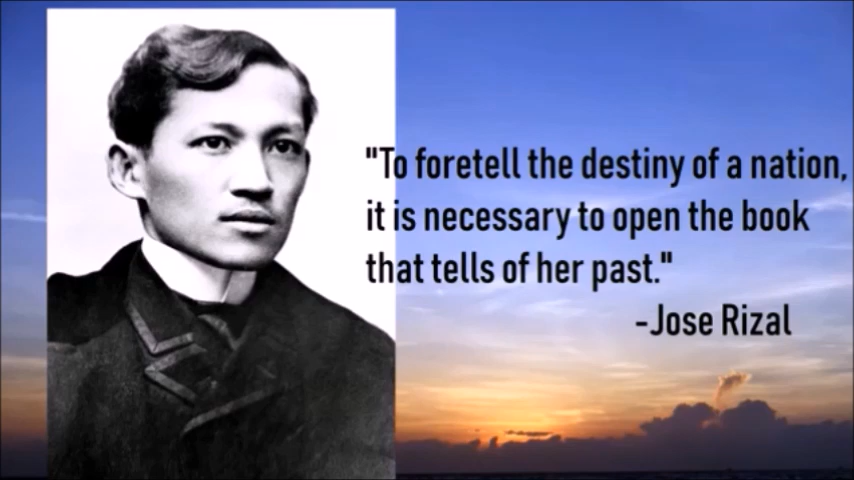 "To foretell the destiny of a nation,
it is necessary to open the book
that tells of her past."
-Jose Rizal